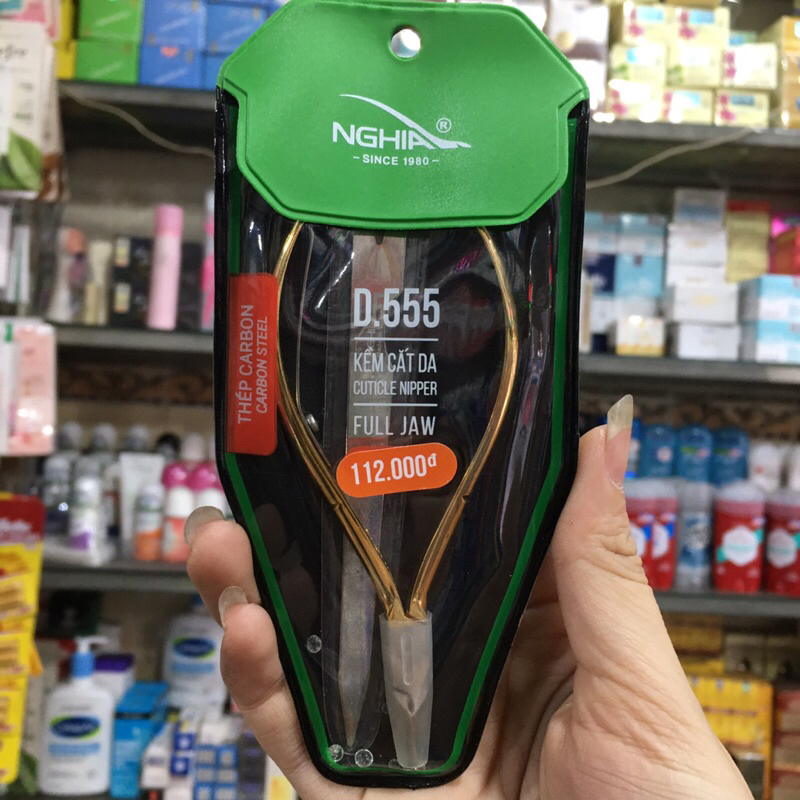 NGHIA®
- SINCE 1980 -
D.555
KỀM CẮT DA
CUTICLE NIPPER
FULL JAW
112.000đ
THÉP CARBON
CARBON STEEL